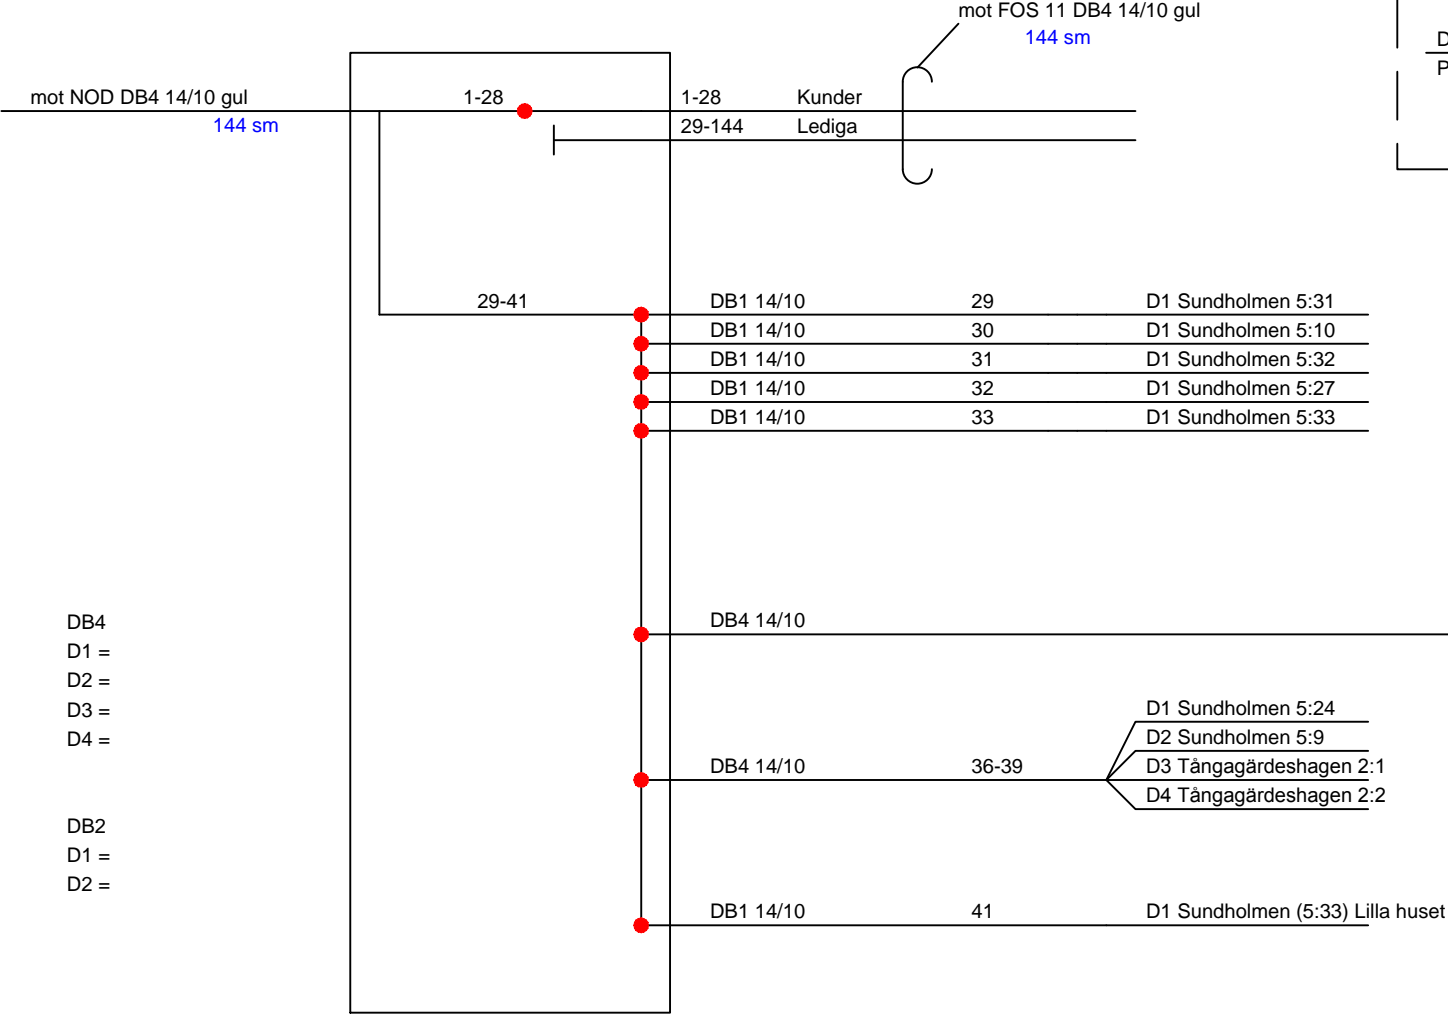 mot FOS 11 DB4 14/10 gul
144 sm
D
P
mot NOD DB4 14/10 gul
144 sm
1-28
1-28 Kunder
29-144 Lediga
29-41
DB1 14/10 29 D1 Sundholmen 5:31
DB1 14/10 30 D1 Sundholmen 5:10
DB1 14/10 31 D1 Sundholmen 5:32
DB1 14/10 32 D1 Sundholmen 5:27
DB1 14/10 33 D1 Sundholmen 5:33
DB4 14/10
D1 Sundholmen 5:24
D2 Sundholmen 5:9
DB4 14/10 36-39 D3 Tångagärdeshagen 2:1
D4 Tångagärdeshagen 2:2
DB1 14/10 41 D1 Sundholmen (5:33) Lilla huset
DB4
D1 =
D2 =
D3 =
D4 =
DB2
D1 =
D2 =